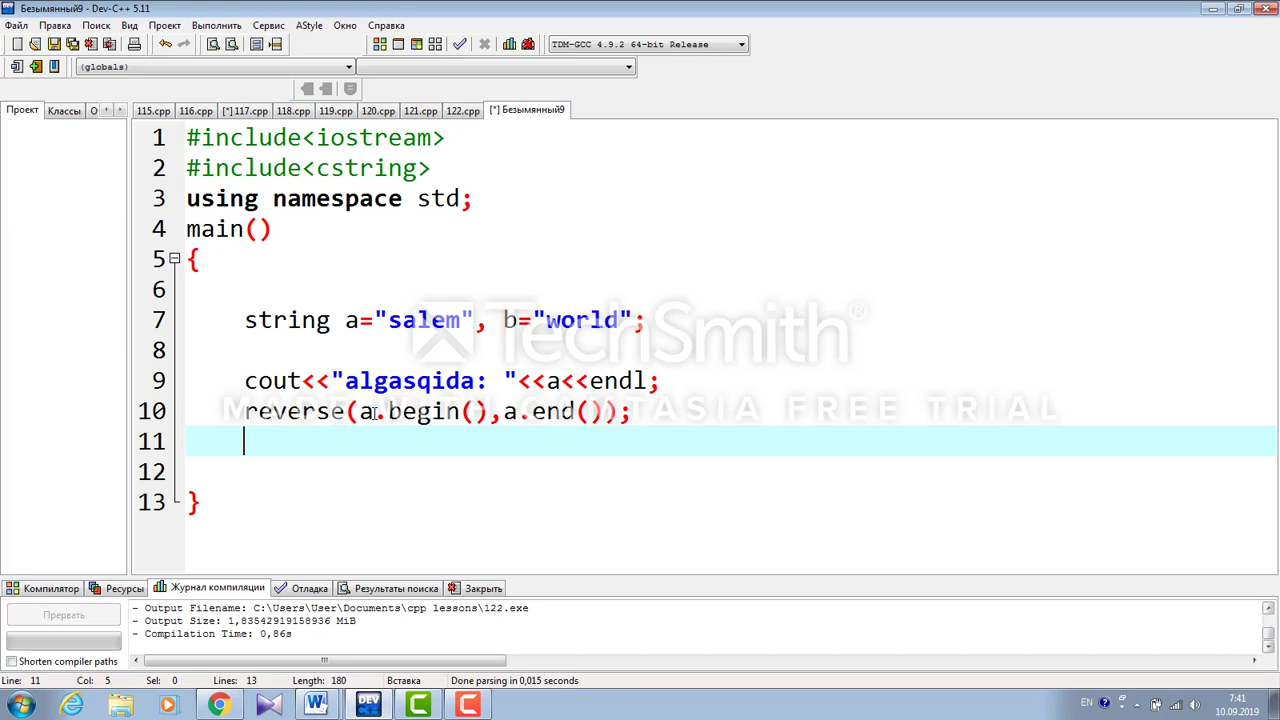 Безымянный9 - Dev-C++ 5.11
Файл Правка Поиск Вид Проект Выполнить Сервис AStyle Окно Справка
TDM-GCC 4.9.2 64-bit Release
(globals)
Проект Классы О 115.cpp 116.cpp [*] 117.cpp 118.cpp 119.cpp 120.cpp 121.cpp 122.cpp [*] Безымянный9
1 #include<iostream>
2 #include<cstring>
3 using namespace std;
4 main()
5 {
6
7 string a="salem", b="world";
8
9 cout<<"algasqida: "<<a<<endl;
10 reverse(a.begin(),a.end());
11
12
13 }
TechSmith®
MADE WITH CAMTASIA FREE TRIAL
Компилятор Ресурсы Журнал компиляции Отладка Результаты поиска Закрыть
Прервать
Shorten compiler paths
- Output Filename: C:\Users\User\Documents\cpp lessons\122.exe
- Output Size: 1,83542919158936 MiB
- Compilation Time: 0,86s
Line: 11 Col: 5 Sel: 0 Lines: 13 Length: 180 Вставка Done parsing in 0,015 seconds
EN 7:41
10.09.2019